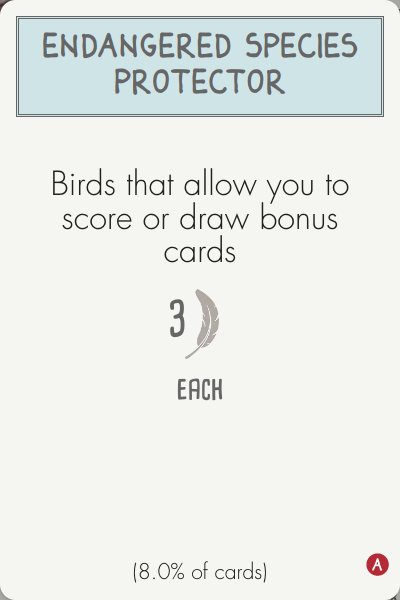 ENDANGERED SPECIES
PROTECTOR
Birds that allow you to
score or draw bonus
cards
3
EACH
(8.0% of cards)
A